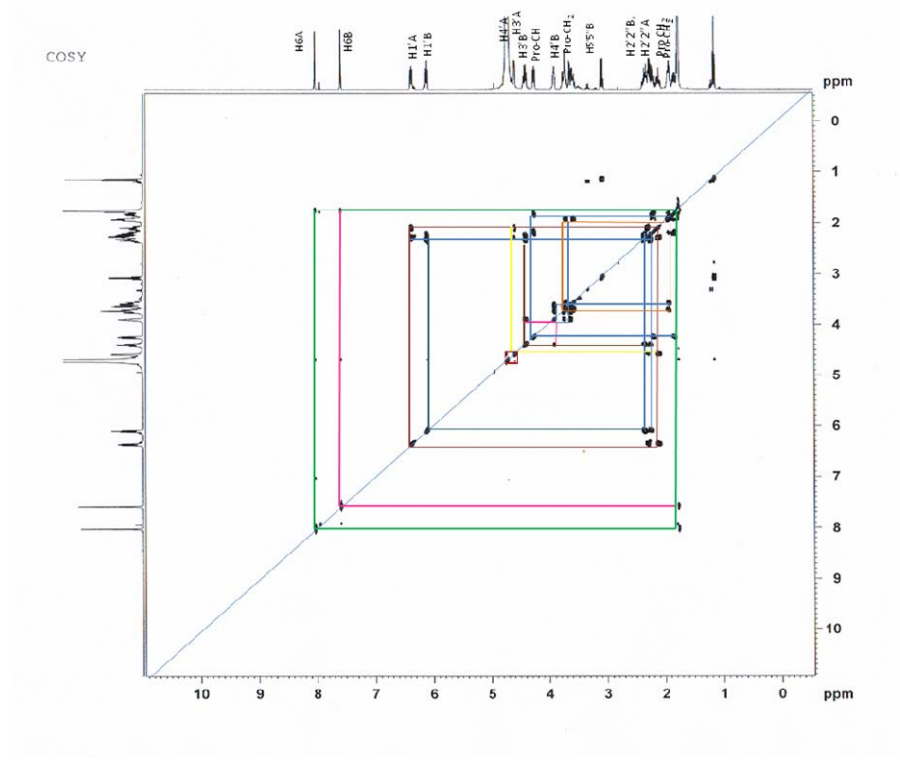 COSY
H6A
H6B
H1'A
H1'B
H4'A
H3'A
H3'B
Pro-CH
H4'B
Pro-CH2
H5'5''B
H2'2''B,
H2'2''A
Pro-CH2
Pro-CH2
ppm
0
1
2
3
4
5
6
7
8
9
10
10 9 8 7 6 5 4 3 2 1 0 ppm